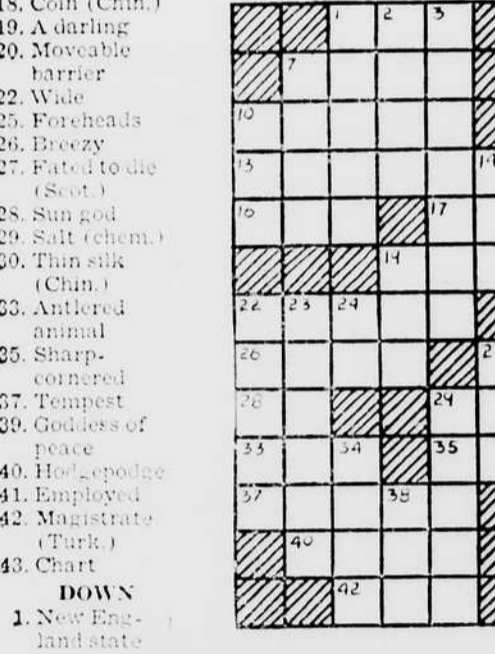 18. Coin (Chin.)
19. A darling
20. Moveable
barrier
22. Wide
25. Foreheads
26. Breezy
27. Fated to die
(Scot.)
28. Sun god
29. Salt (chem.)
30. Thin silk
(Chin.)
33. Antlered
animal
35. Sharp-
cornered
37. Tempest
39. Goddess of
peace
40. Hodgepodge
41. Employed
42. Magistrate
(Turk.)
43. Chart
DOWN
1. New Eng-
land state
1 2 3
7
10
13
16 17
19
22 23 24
26
28 29
33 34 35
37 38
40
42